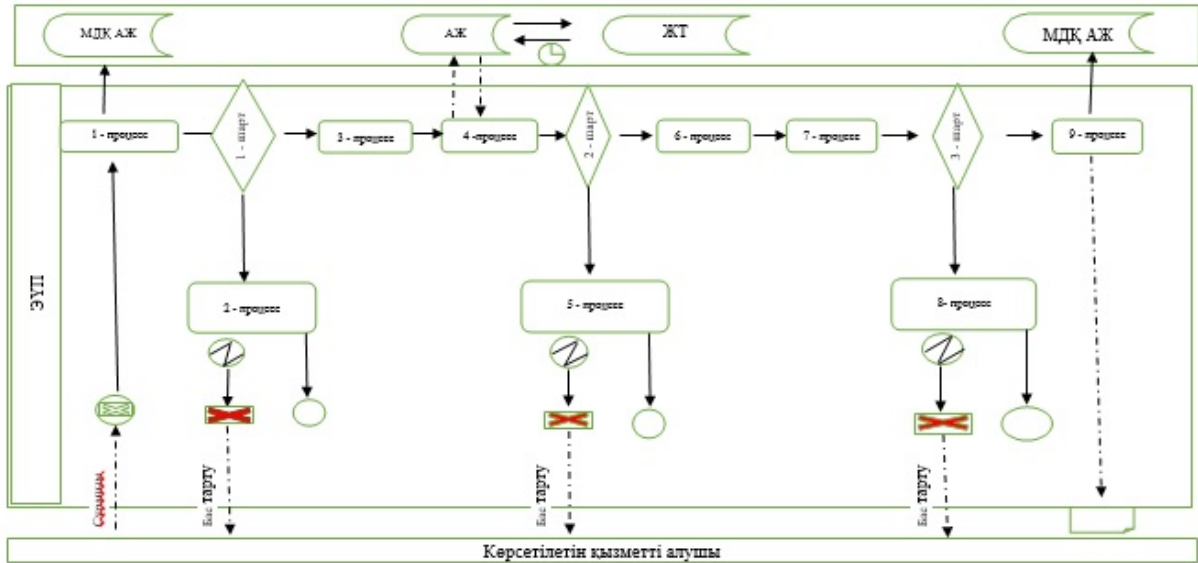 МДҚ АЖ
АЖ
ЖТ
МДҚ АЖ
ЭҮП
1 - процесс
1 - шарт
3 - процесс
4 -процесс
2 - шарт
6 - процесс
7 - процесс
3 - шарт
9 - процесс
2 - процесс
5 - процесс
8- процесс
Бас тарту
Бас тарту
Бас тарту
Көрсетілетін қызметті алушы